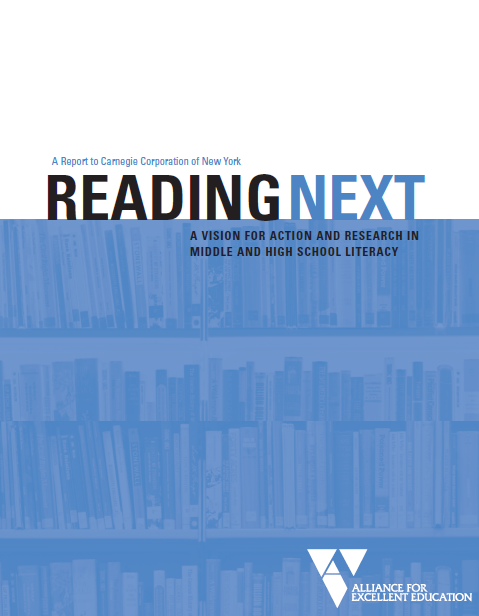 A Report to Carnegie Corporation of New York
READING NEXT
A VISION FOR ACTION AND RESEARCH IN
MIDDLE AND HIGH SCHOOL LITERACY
ALLIANCE FOR
EXCELLENT EDUCATION